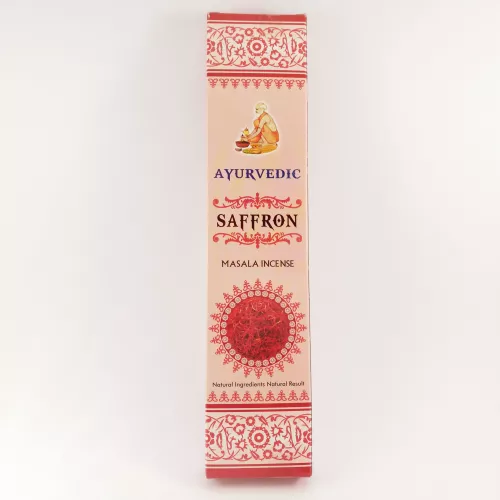 AYURVEDIC
SAFFRON
MASALA INCENSE
Natural Ingredients Natural Result